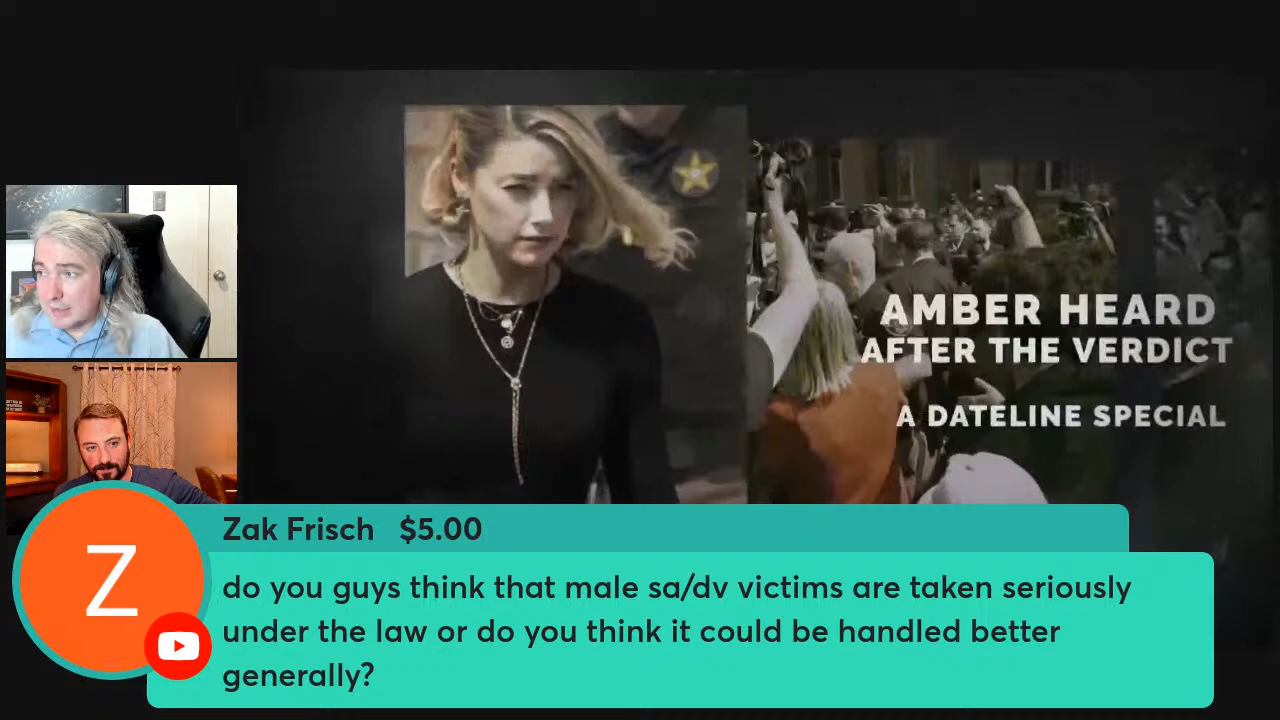 AMBER HEARD
AFTER THE VERDICT
A DATELINE SPECIAL
Z
Zak Frisch $5.00
do you guys think that male sa/dv victims are taken seriously
under the law or do you think it could be handled better
generally?